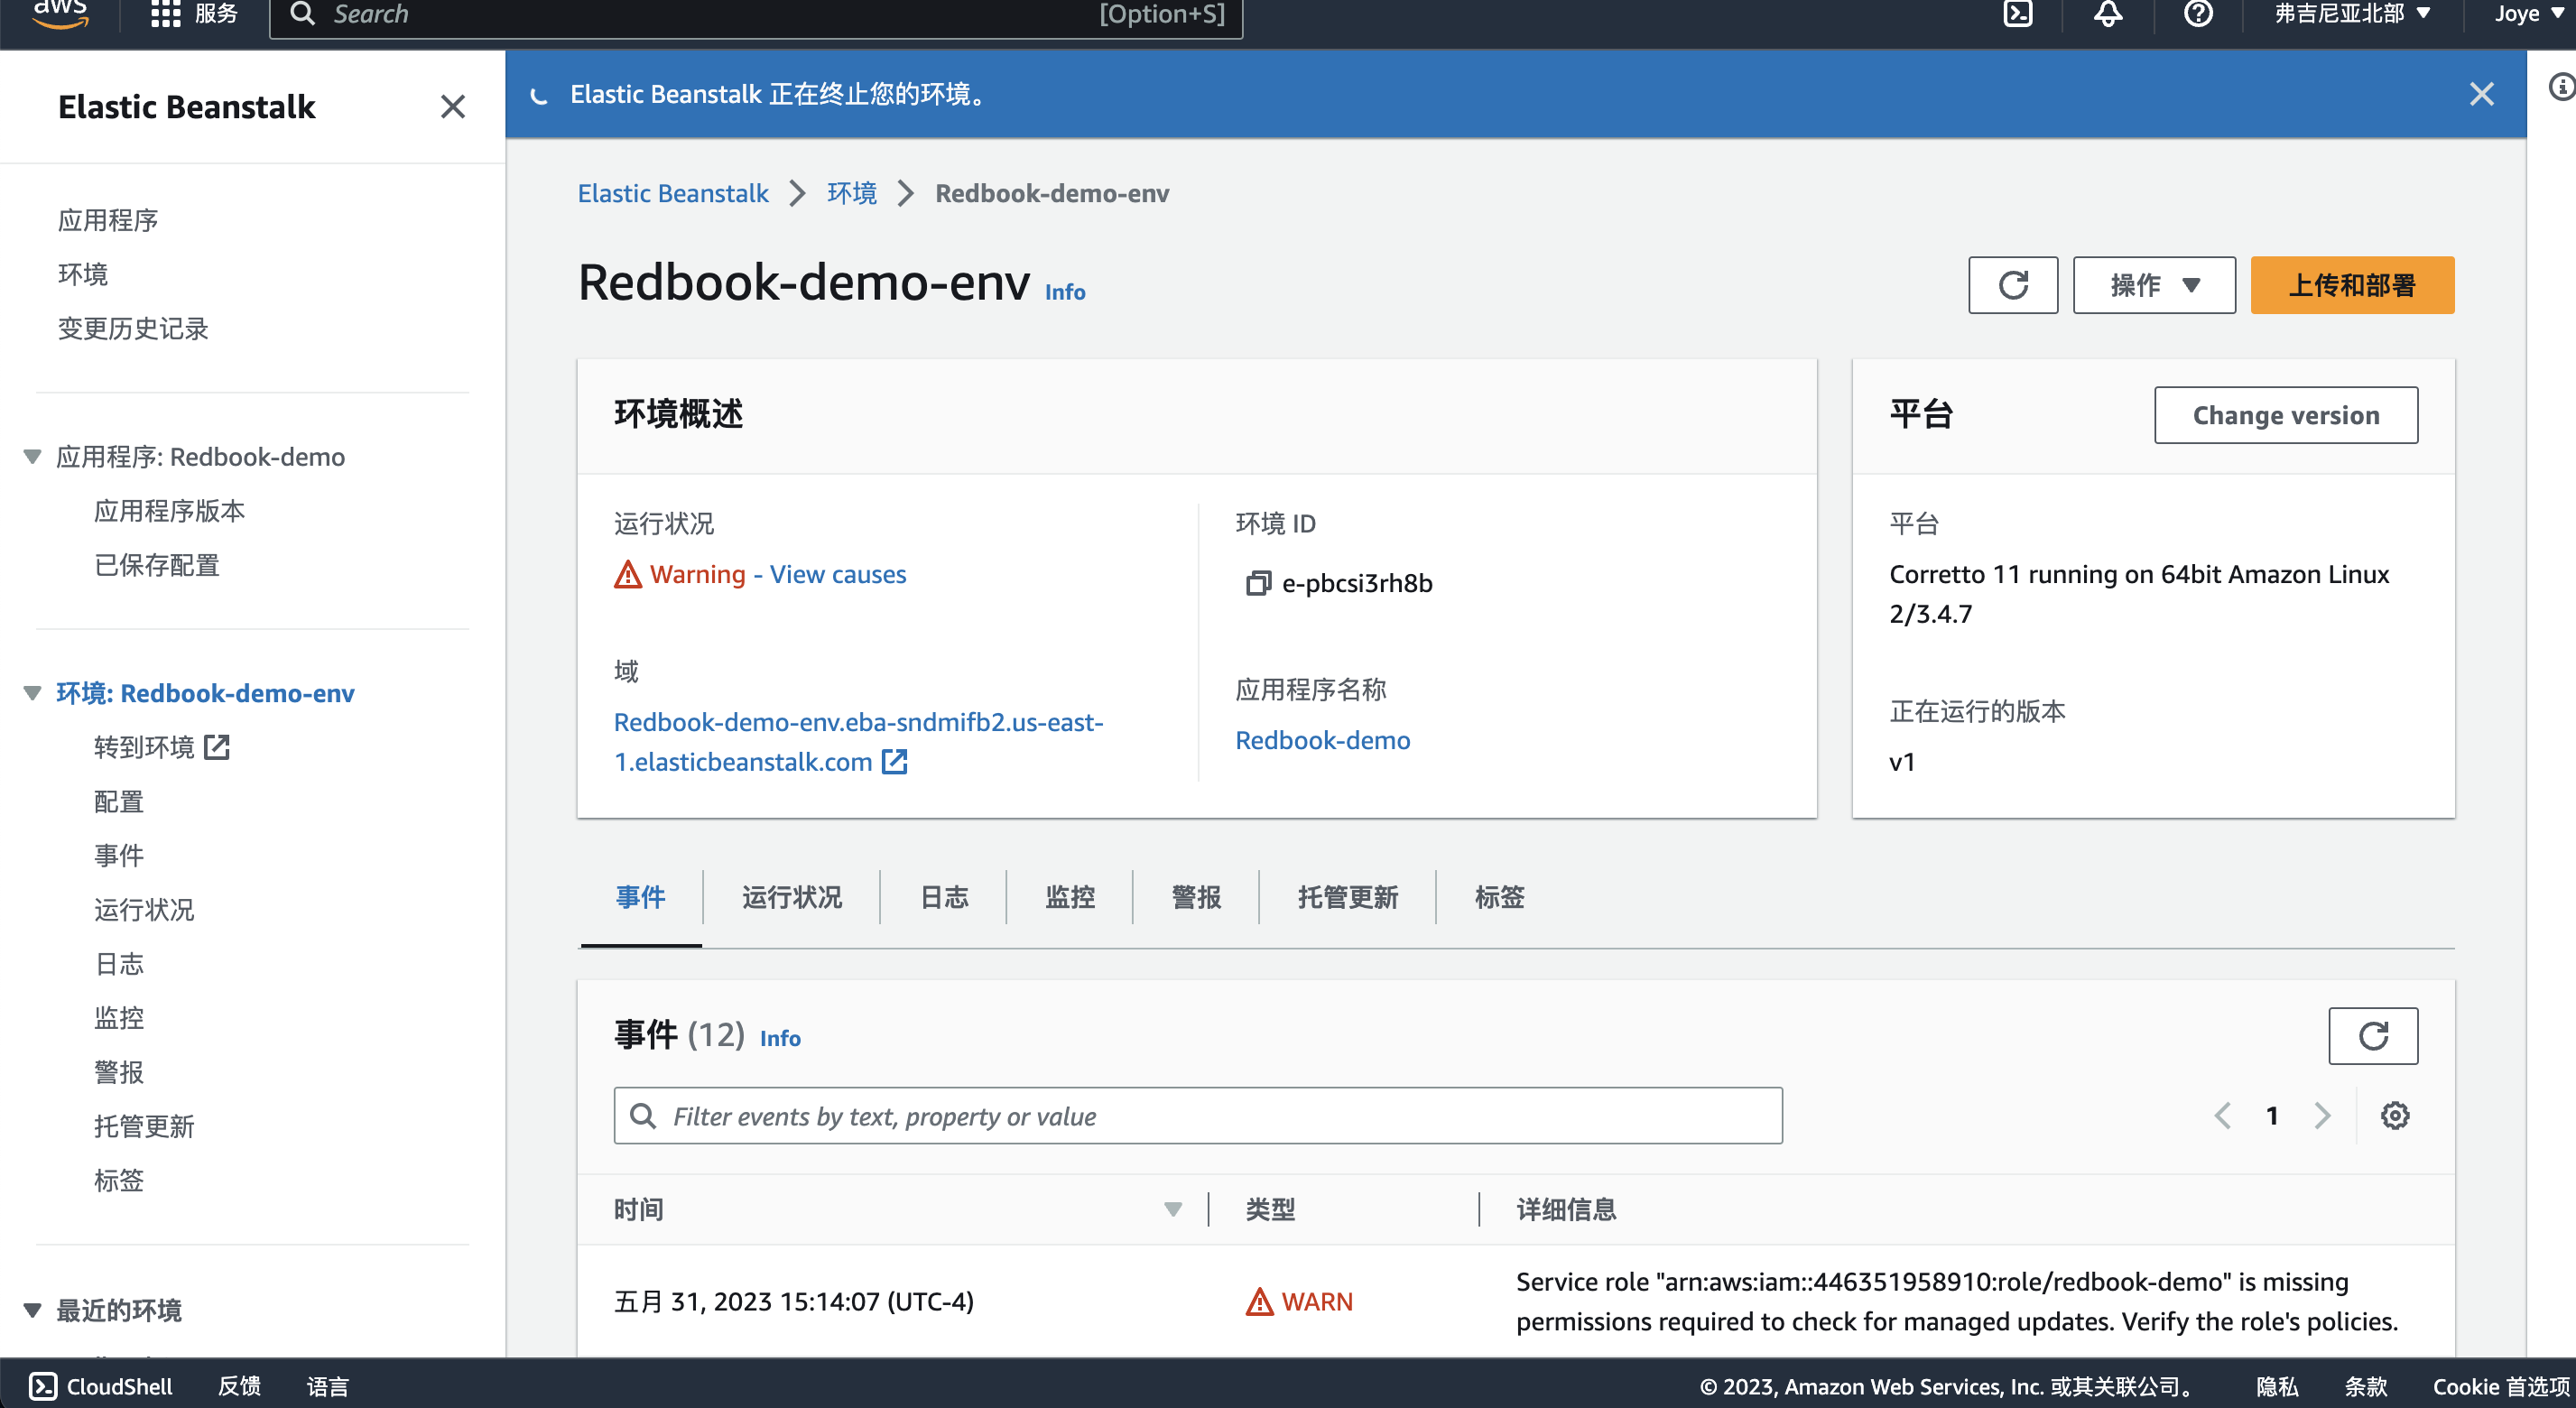 aws
服务
Search
[Option+S]
弗吉尼亚北部
Joye
Elastic Beanstalk
应用程序
环境
变更历史记录
应用程序: Redbook-demo
应用程序版本
已保存配置
环境: Redbook-demo-env
转到环境
配置
事件
运行状况
日志
监控
警报
托管更新
标签
最近的环境
Elastic Beanstalk 正在终止您的环境。
Elastic Beanstalk
环境
Redbook-demo-env
Redbook-demo-env Info
操作
上传和部署
环境概述
运行状况
Warning - View causes
域
Redbook-demo-env.eba-sndmifb2.us-east-
1.elasticbeanstalk.com
环境 ID
e-pbcsi3rh8b
应用程序名称
Redbook-demo
平台
Change version
平台
Corretto 11 running on 64bit Amazon Linux
2/3.4.7
正在运行的版本
v1
事件
运行状况
日志
监控
警报
托管更新
标签
事件 (12) Info
Filter events by text, property or value
1
时间
类型
详细信息
五月 31, 2023 15:14:07 (UTC-4)
WARN
Service role "arn:aws:iam::446351958910:role/redbook-demo" is missing
permissions required to check for managed updates. Verify the role's policies.
CloudShell
反馈
语言
© 2023, Amazon Web Services, Inc. 或其关联公司。
隐私
条款
Cookie 首选项